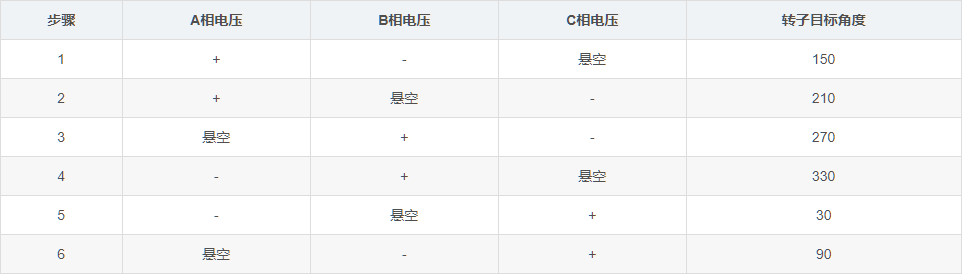 步骤 A相电压 B相电压 C相电压 转子目标角度
1 + - 悬空 150
2 + 悬空 - 210
3 悬空 + - 270
4 - + 悬空 330
5 - 悬空 + 30
6 悬空 - + 90